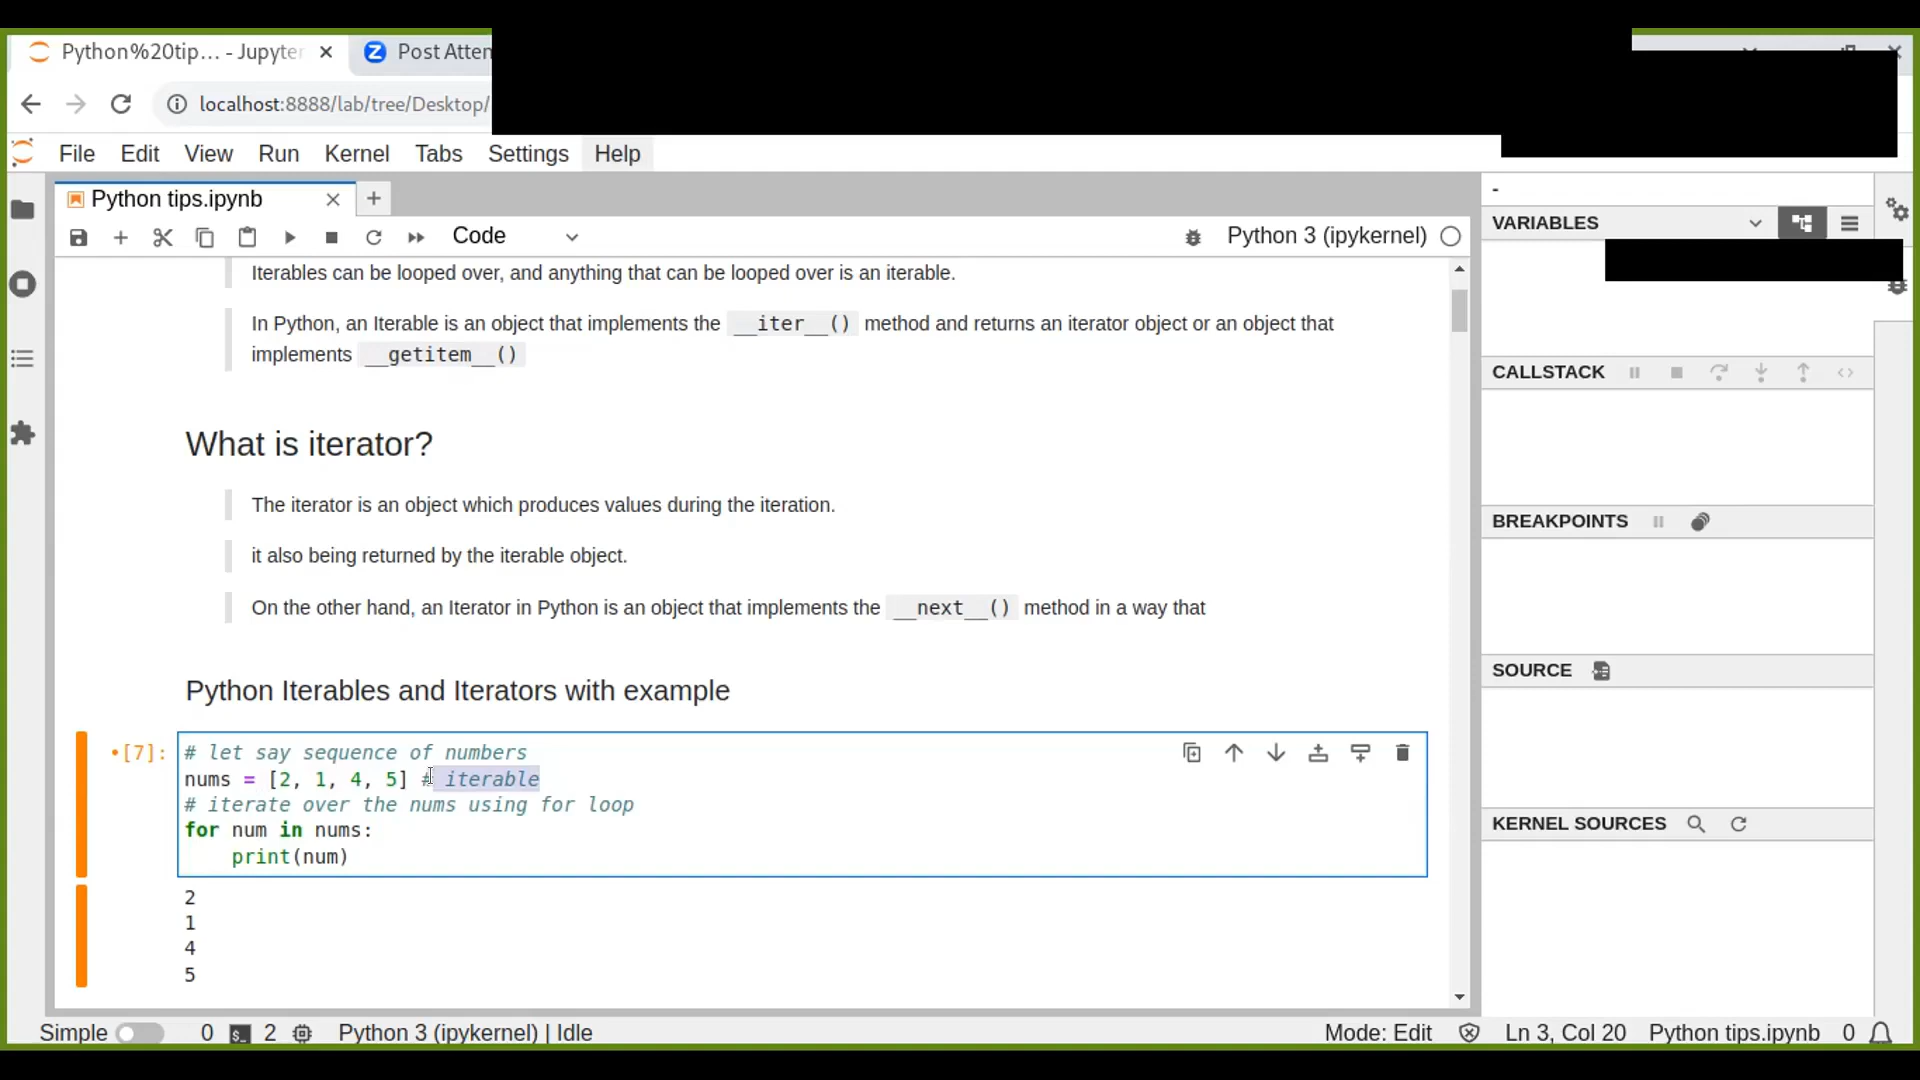 Python%20tip... - Jupyter
Post Atten
localhost:8888/lab/tree/Desktop/
File Edit View Run Kernel Tabs Settings Help
Python tips.ipynb
Code
Python 3 (ipykernel)
Iterables can be looped over, and anything that can be looped over is an iterable.
In Python, an Iterable is an object that implements the __iter__() method and returns an iterator object or an object that
implements __getitem__()
What is iterator?
The iterator is an object which produces values during the iteration.
it also being returned by the iterable object.
On the other hand, an Iterator in Python is an object that implements the __next__() method in a way that
Python Iterables and Iterators with example
•[7]:
# let say sequence of numbers
nums = [2, 1, 4, 5] # iterable
# iterate over the nums using for loop
for num in nums:
print(num)
2
1
4
5
-
VARIABLES
CALLSTACK
BREAKPOINTS
SOURCE
KERNEL SOURCES
Simple 0 2 Python 3 (ipykernel) | Idle Mode: Edit Ln 3, Col 20 Python tips.ipynb 0